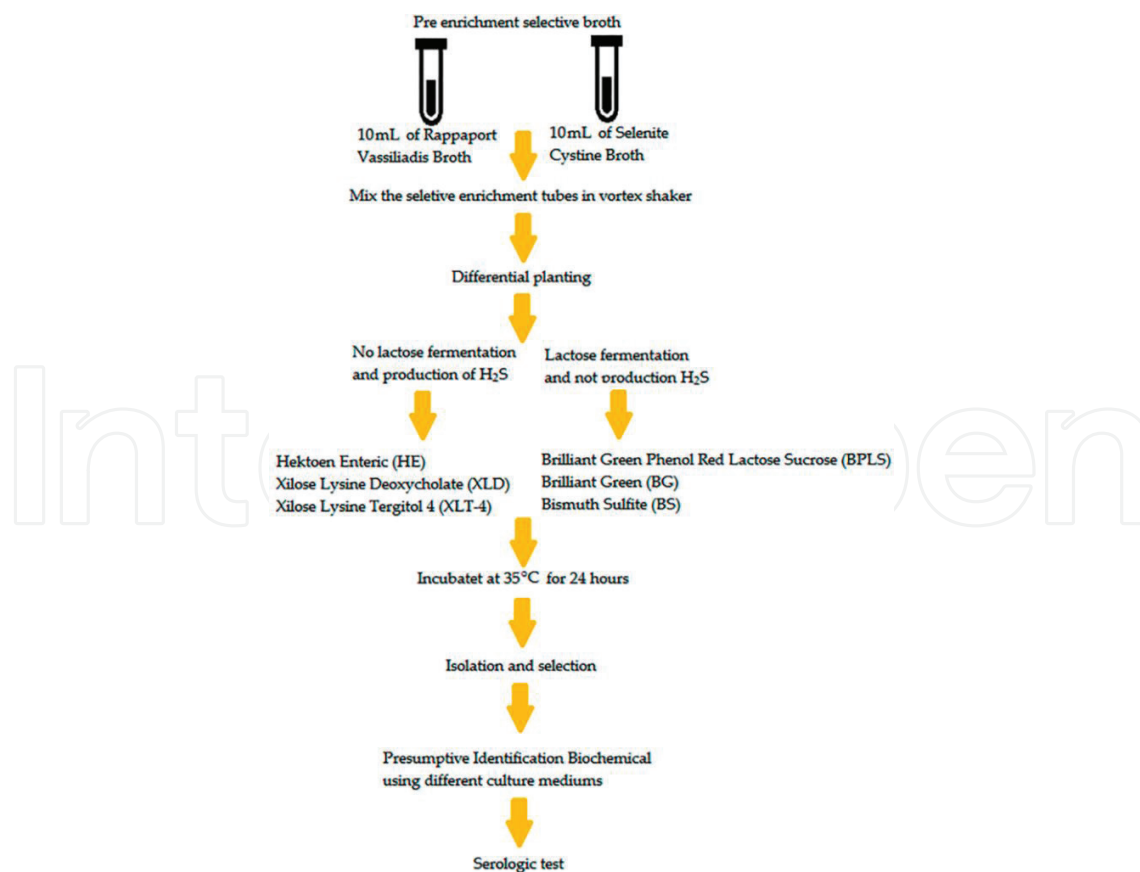 Pre enrichment selective broth
10mL of Rappaport
Vassiliadis Broth
10mL of Selenite
Cystine Broth
Mix the seletive enrichment tubes in vortex shaker
Differential planting
No lactose fermentation
and production of H₂S
Lactose fermentation
and not production H₂S
Hektoen Enteric (HE)
Xilose Lysine Deoxycholate (XLD)
Xilose Lysine Tergitol 4 (XLT-4)
Brilliant Green Phenol Red Lactose Sucrose (BPLS)
Brilliant Green (BG)
Bismuth Sulfite (BS)
Incubatet at 35°C for 24 hours
Isolation and selection
Presumptive Identification Biochemical
using different culture mediums
Serologic test